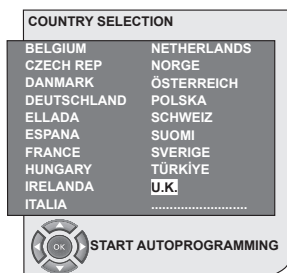 COUNTRY SELECTION
BELGIUM NETHERLANDS
CZECH REP NORGE
DANMARK ÖSTERREICH
DEUTSCHLAND POLSKA
ELLADA SCHWEIZ
ESPANA SUOMI
FRANCE SVERIGE
HUNGARY TÜRKİYE
IRELANDA U.K.
ITALIA ..........................
OK START AUTOPROGRAMMING